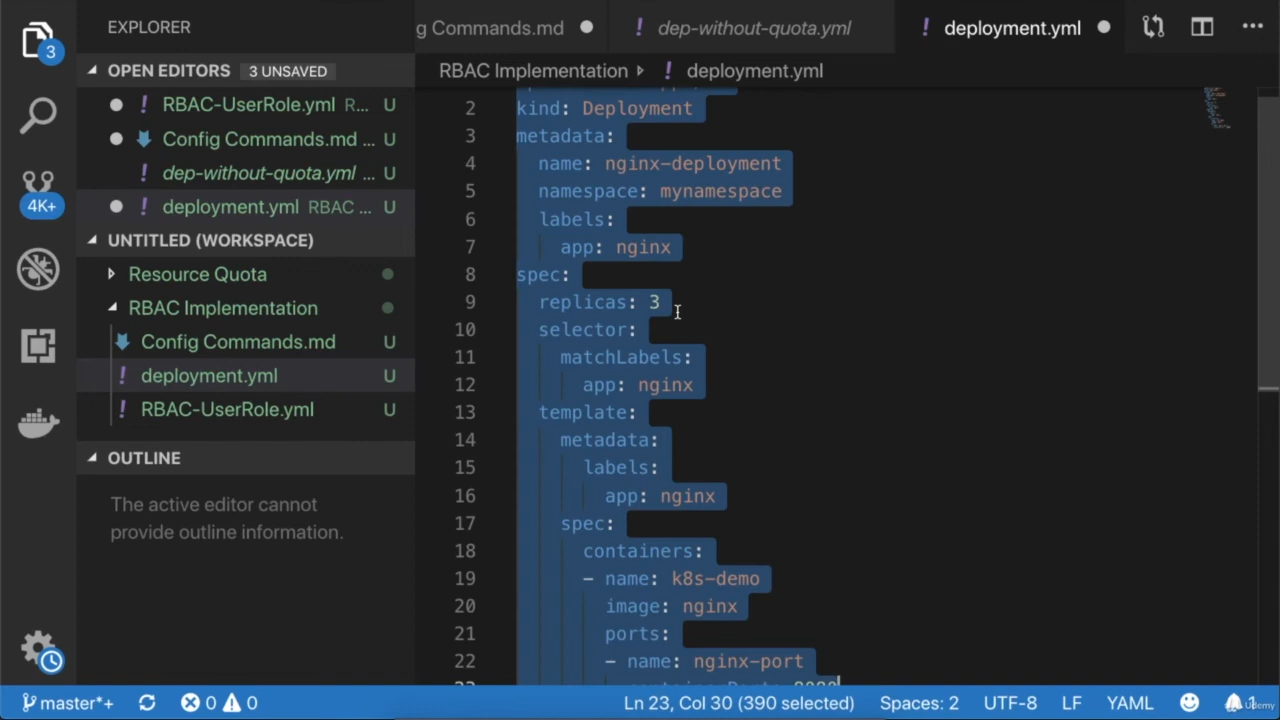 EXPLORER
g Commands.md
dep-without-quota.yml
deployment.yml
OPEN EDITORS 3 UNSAVED
RBAC Implementation ! deployment.yml
! RBAC-UserRole.yml R... U
Config Commands.md ... U
! dep-without-quota.yml ... U
! deployment.yml RBAC ... U
UNTITLED (WORKSPACE)
Resource Quota
RBAC Implementation
Config Commands.md U
! deployment.yml U
! RBAC-UserRole.yml U
OUTLINE
The active editor cannot
provide outline information.
3
4K+
2 kind: Deployment
3 metadata:
4 name: nginx-deployment
5 namespace: mynamespace
6 labels:
7 app: nginx
8 spec:
9 replicas: 3
10 selector:
11 matchLabels:
12 app: nginx
13 template:
14 metadata:
15 labels:
16 app: nginx
17 spec:
18 containers:
19 - name: k8s-demo
20 image: nginx
21 ports:
22 - name: nginx-port
master*+ 0 0 Ln 23, Col 30 (390 selected) Spaces: 2 UTF-8 LF YAML 1
Udemy